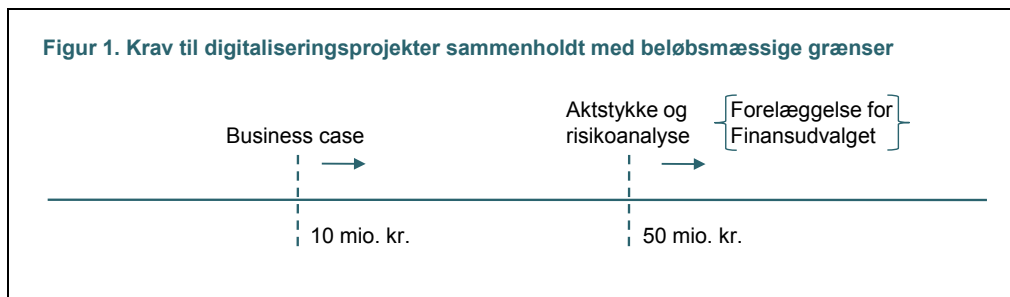 Figur 1. Krav til digitaliseringsprojekter sammenholdt med beløbsmæssige grænser
Business case
Aktstykke og
risikoanalyse
Forelæggelse for
Finansudvalget
10 mio. kr.
50 mio. kr.